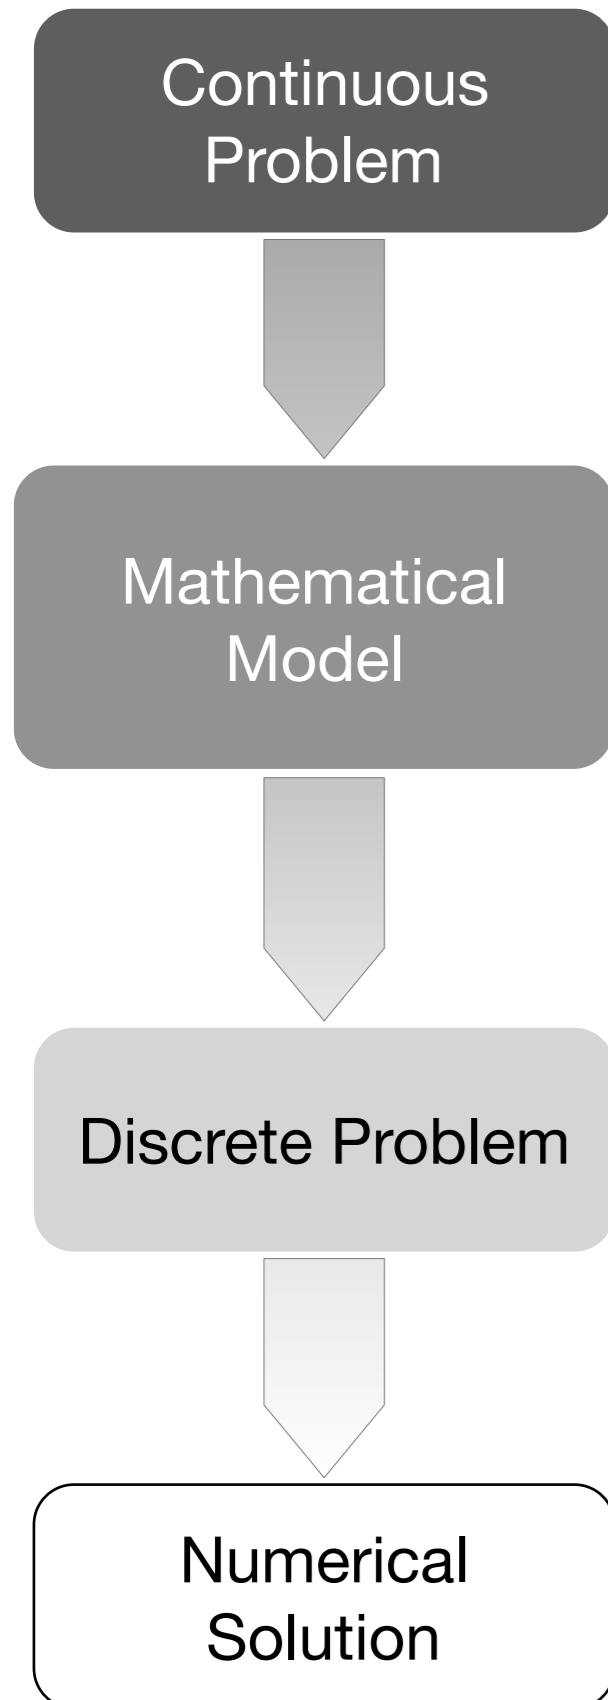 Continuous
Problem
Mathematical
Model
Discrete Problem
Numerical
Solution